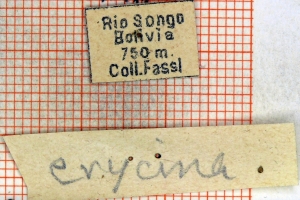 Rio Songo
Bolivia
750 m.
Coll. Fassl
erycina